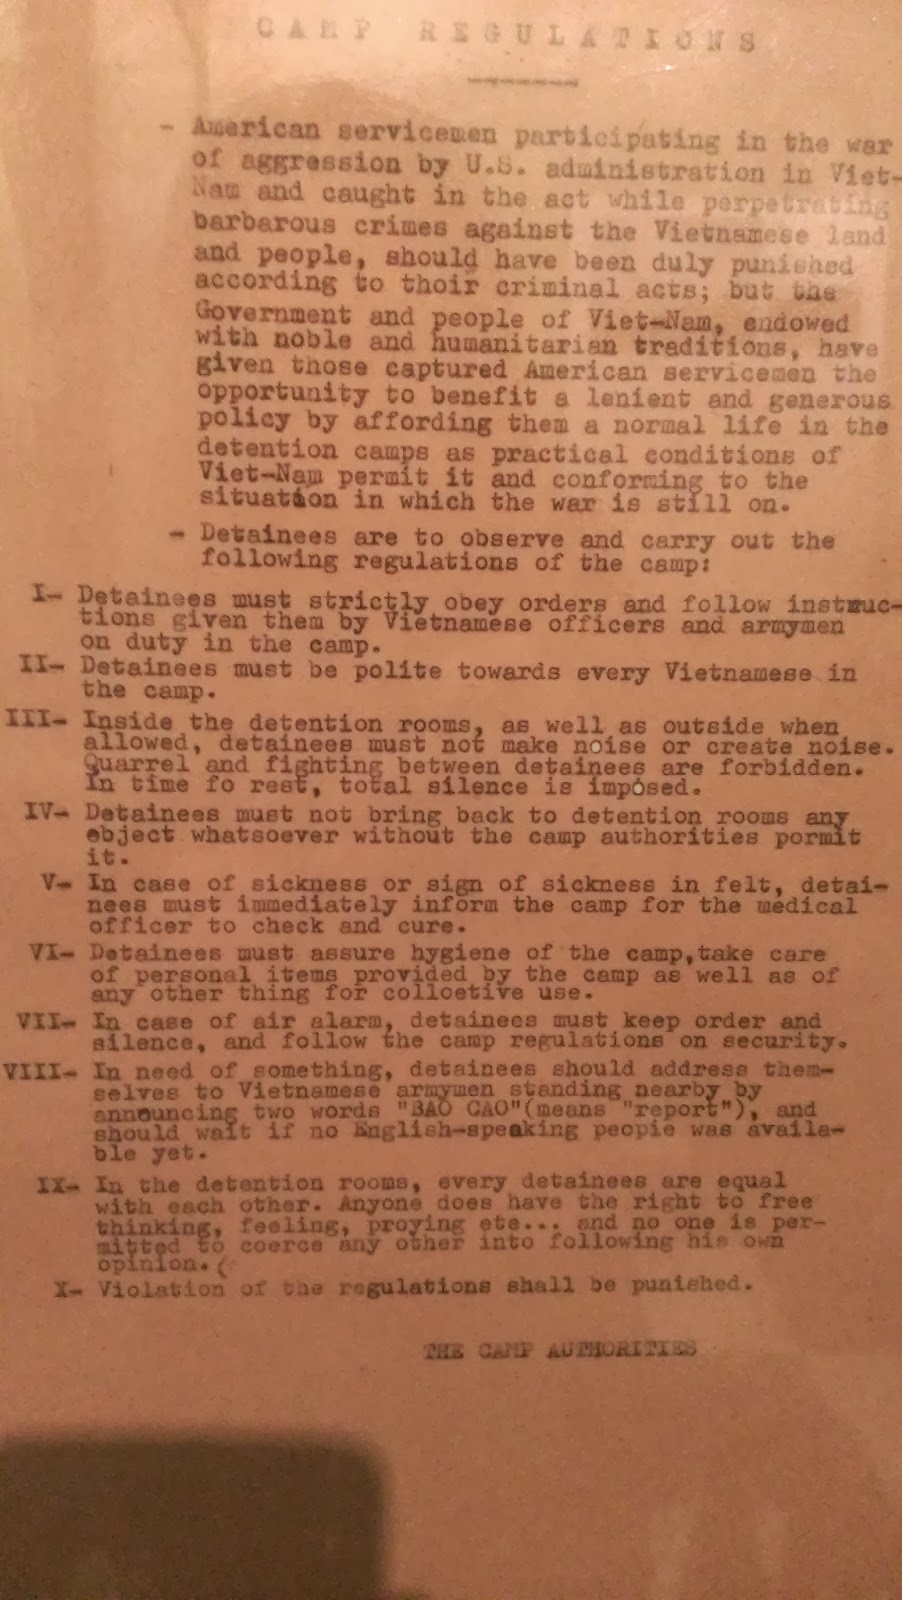 CAMP REGULATIONS
- American servicemen participating in the war
of aggression by U.S. administration in Viet-
Nam and caught in the act while perpetrating
barbarous crimes against the Vietnamese land
and people, should have been duly punished
according to thoir criminal acts; but the
Government and people of Viet-Nam, endowed
with noble and humanitarian traditions, have
given those captured American servicemen the
opportunity to benefit a lenient and generous
policy by affording them a normal life in the
detention camps as practical conditions of
Viet-Nam permit it and conforming to the
situation in which the war is still on.
- Detainees are to observe and carry out the
following regulations of the camp:
I- Detainees must strictly obey orders and follow instruc-
tions given them by Vietnamese officers and armymen
on duty in the camp.
II- Detainees must be polite towards every Vietnamese in
the camp.
III- Inside the detention rooms, as well as outside when
allowed, detainees must not make noise or create noise.
Quarrel and fighting between detainees are forbidden.
In time fo rest, total silence is imposed.
IV- Detainees must not bring back to detention rooms any
object whatsoever without the camp authorities pormit
it.
V- In case of sickness or sign of sickness in felt, detai-
nees must immediately inform the camp for the medical
officer to check and cure.
VI- Detainees must assure hygiene of the camp,take care
of personal items provided by the camp as well as of
any other thing for colloetive use.
VII- In case of air alarm, detainees must keep order and
silence, and follow the camp regulations on security.
VIII- In need of something, detainees should address them-
selves to Vietnamese armymen standing nearby by
announcing two words "BAO CAO"(means "report"), and
should wait if no English-speaking peopie was availa-
ble yet.
IX- In the detention rooms, every detainees are equal
with each other. Anyone does have the right to free
thinking, feeling, proying ete... and no one is per-
mitted to coerce any other into following his own
opinion.(
X- Violation of the regulations shall be punished.
THE CAMP AUTHORITIES